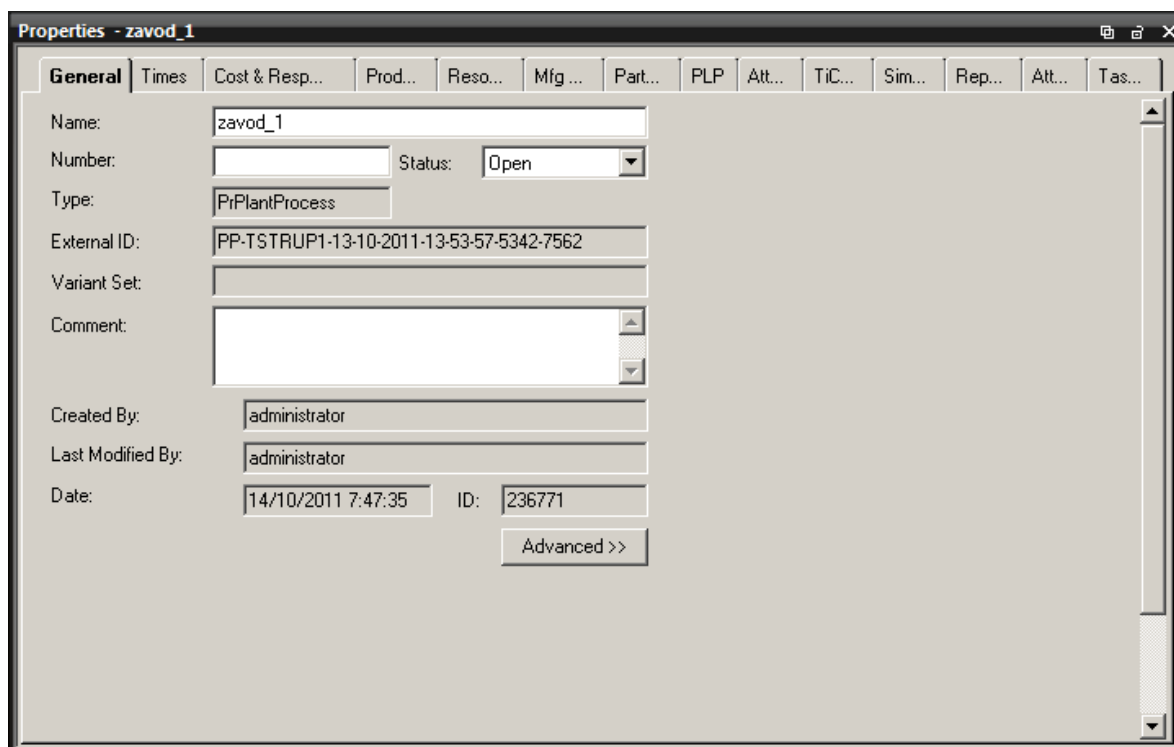 Properties - zavod_1
General Times Cost & Resp... Prod... Reso... Mfg ... Part... PLP Att... TiC... Sim... Rep... Att... Tas...
Name: zavod_1
Number: Status: Open
Type: PrPlantProcess
External ID: PP-TSTRUP1-13-10-2011-13-53-57-5342-7562
Variant Set:
Comment:
Created By: administrator
Last Modified By: administrator
Date: 14/10/2011 7:47:35 ID: 236771
Advanced >>